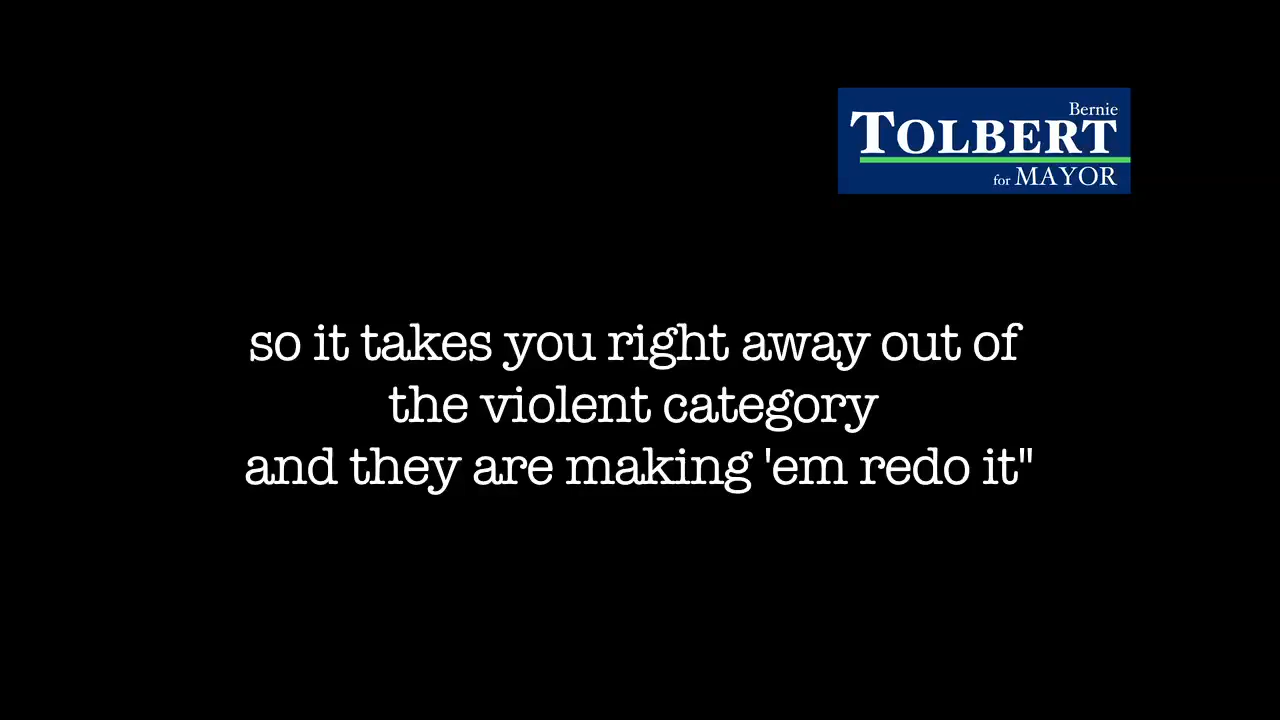 Bernie
TOLBERT
for MAYOR
so it takes you right away out of
the violent category
and they are making 'em redo it"